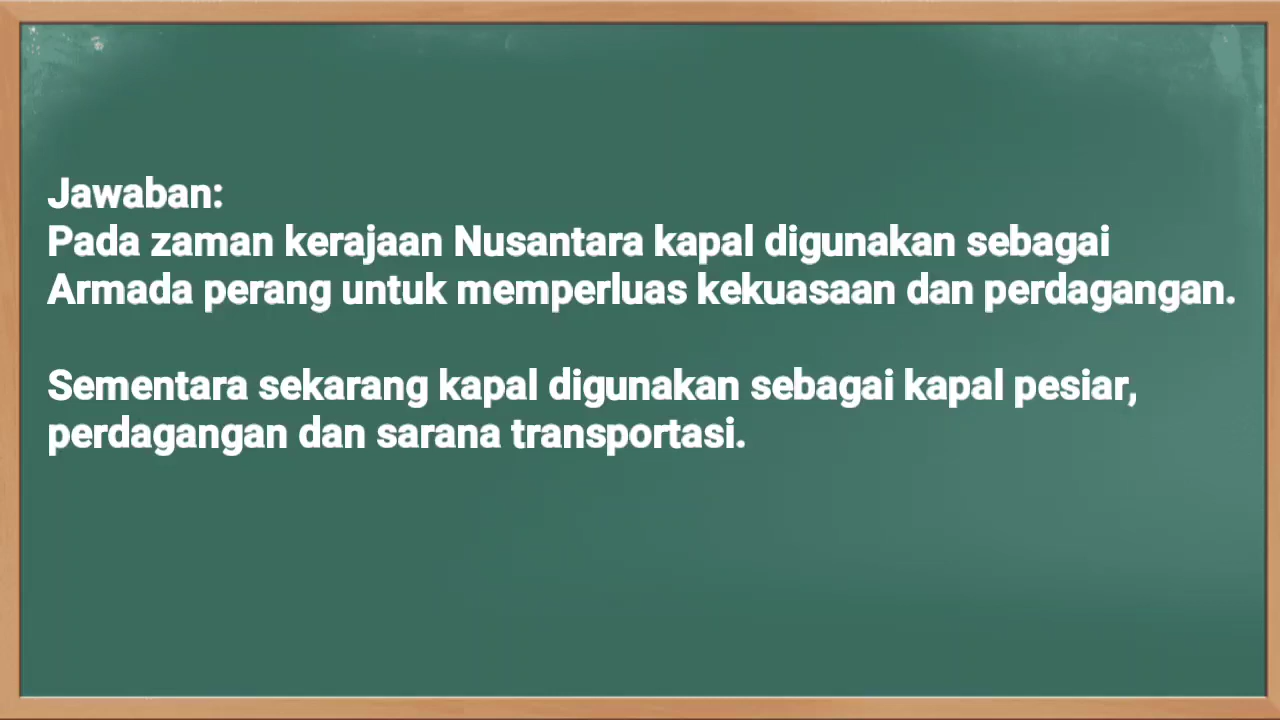 Jawaban:
Pada zaman kerajaan Nusantara kapal digunakan sebagai
Armada perang untuk memperluas kekuasaan dan perdagangan.
Sementara sekarang kapal digunakan sebagai kapal pesiar,
perdagangan dan sarana transportasi.